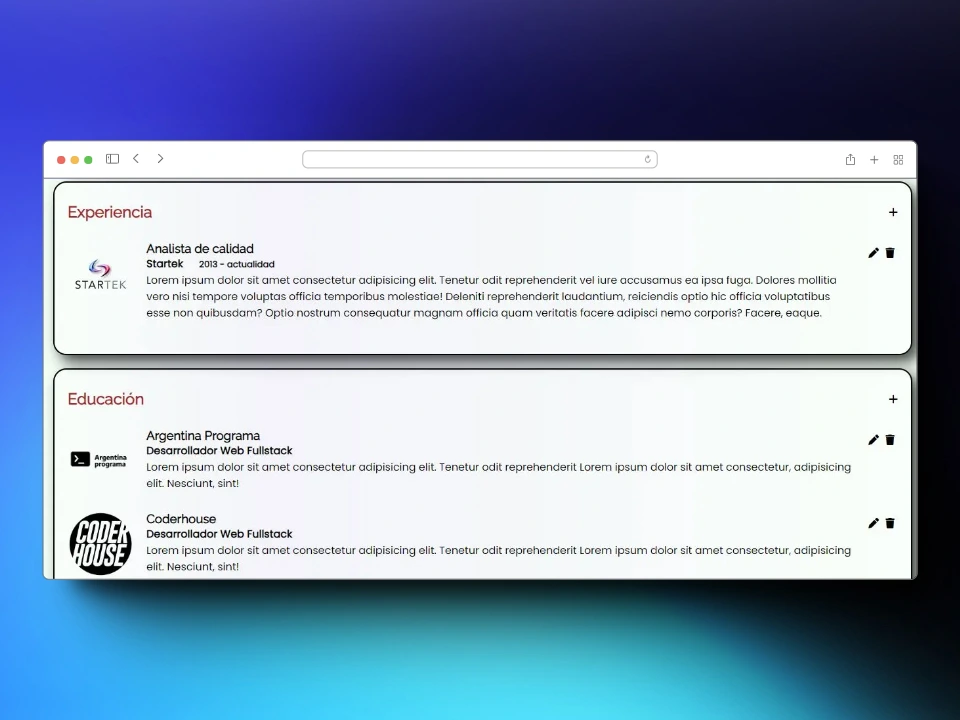 Experiencia
STARTEK
Analista de calidad
Startek 2013 - actualidad
Lorem ipsum dolor sit amet consectetur adipisicing elit. Tenetur odit reprehenderit vel iure accusamus ea ipsa fuga. Dolores mollitia
vero nisi tempore voluptas officia temporibus molestiae! Deleniti reprehenderit laudantium, reiciendis optio hic officia voluptatibus
esse non quibusdam? Optio nostrum consequatur magnam officia quam veritatis facere adipisci nemo corporis? Facere, eaque.
Educación
Argentina
programa
Argentina Programa
Desarrollador Web Fullstack
Lorem ipsum dolor sit amet consectetur adipisicing elit. Tenetur odit reprehenderit Lorem ipsum dolor sit amet consectetur, adipisicing
elit. Nesciunt, sint!
CODER
HOUSE
Coderhouse
Desarrollador Web Fullstack
Lorem ipsum dolor sit amet consectetur adipisicing elit. Tenetur odit reprehenderit Lorem ipsum dolor sit amet consectetur, adipisicing
elit. Nesciunt, sint!